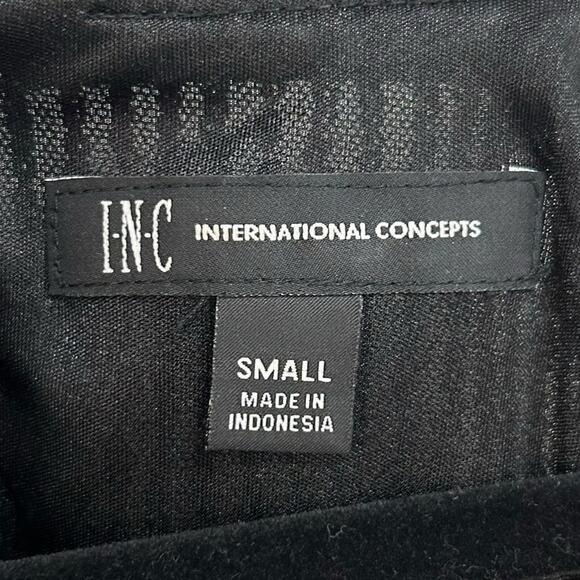 I·N·C INTERNATIONAL CONCEPTS
SMALL
MADE IN
INDONESIA